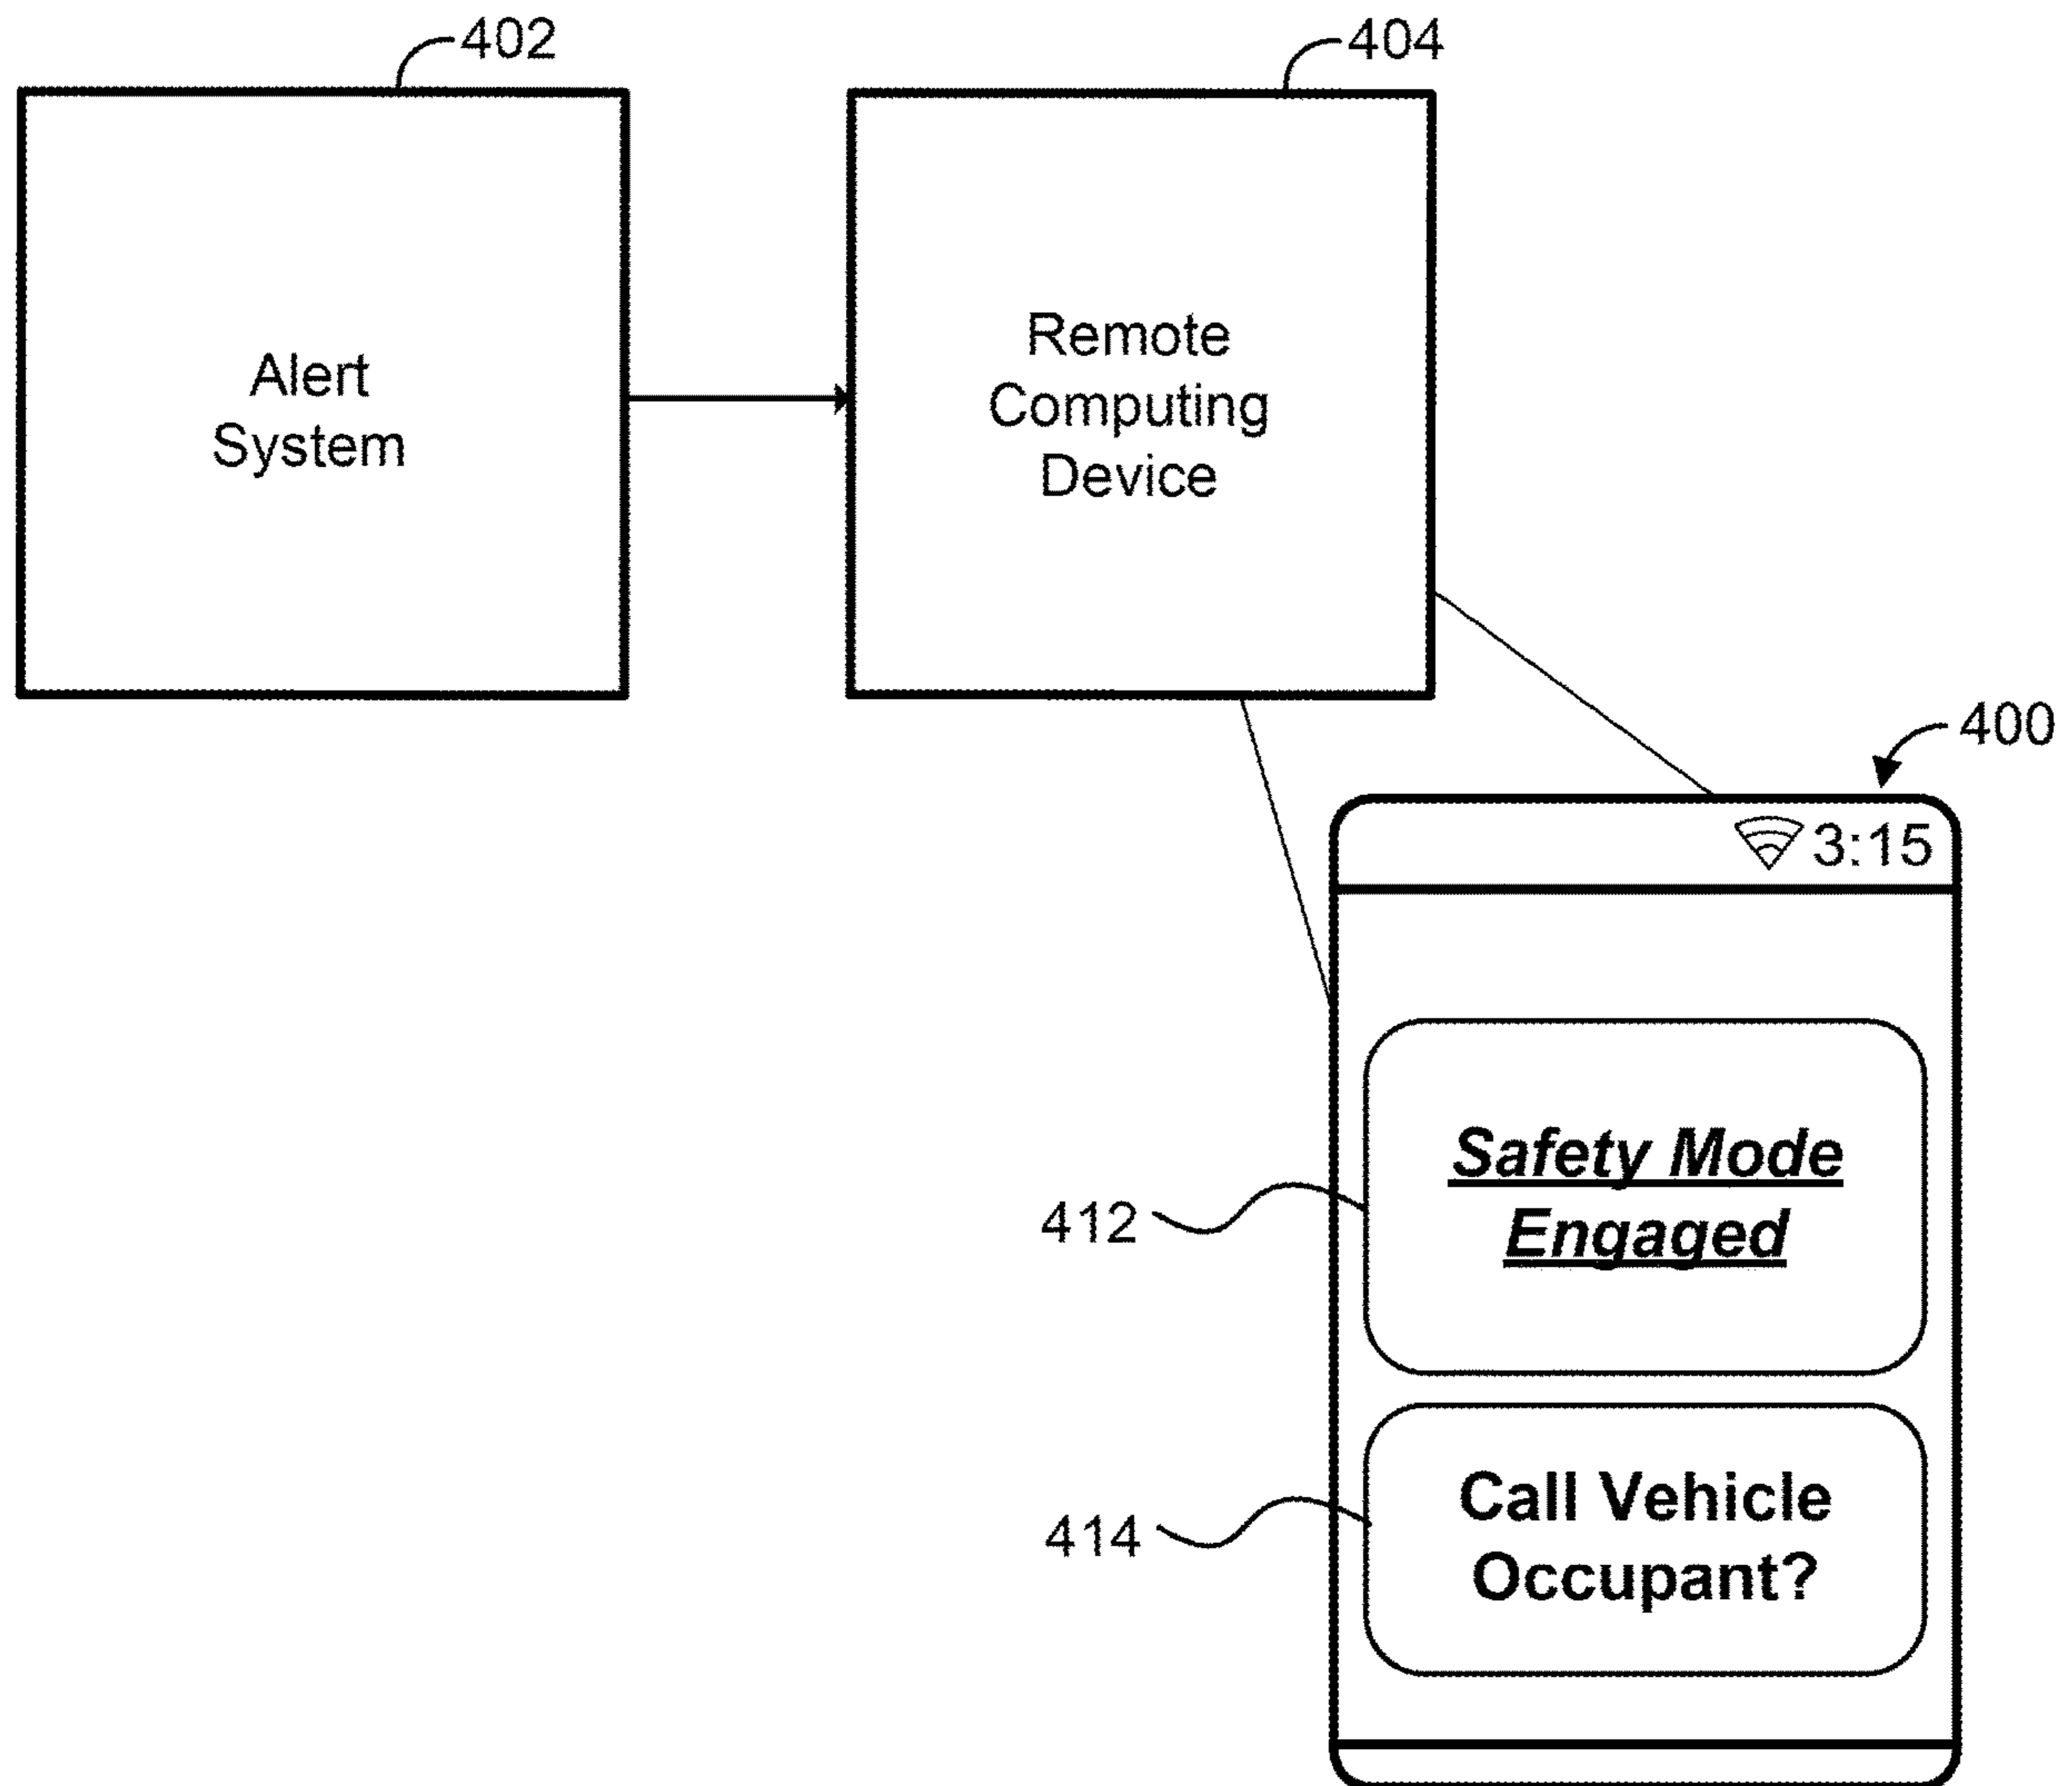 402
404
Alert
System
Remote
Computing
Device
400
3:15
Safety Mode
Engaged
412
Call Vehicle
Occupant?
414